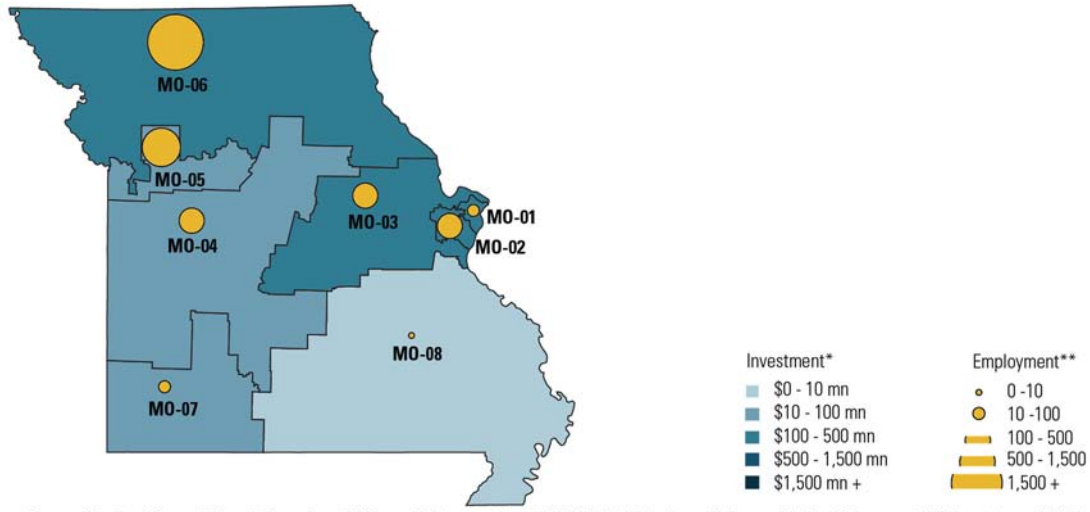 MO-06
MO-05
MO-03
MO-01
MO-04
MO-02
MO-08
MO-07
Investment*
$0 - 10 mn
$10 - 100 mn
$100 - 500 mn
$500 - 1,500 mn
$1,500 mn +
Employment**
0 -10
10 -100
100 - 500
500 - 1,500
1,500 +